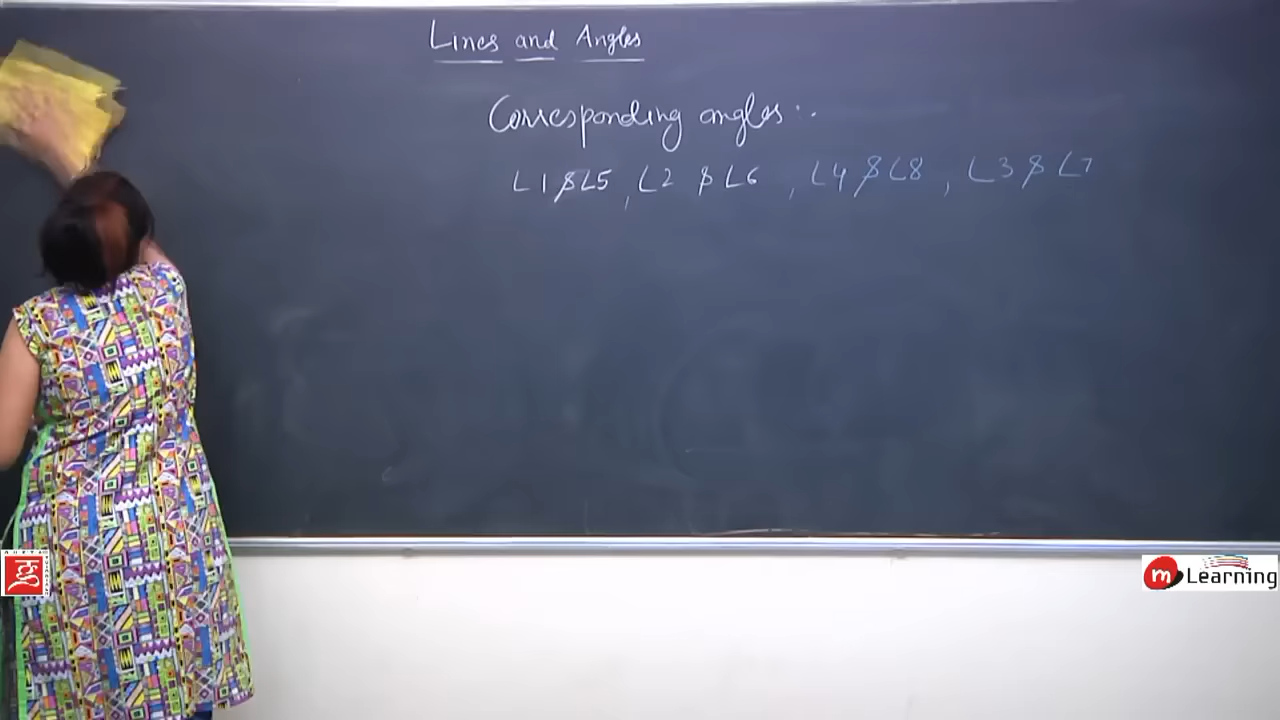 Lines and Angles
Corresponding angles :.
∠1 & ∠5, ∠2 & ∠6, ∠4 & ∠8, ∠3 & ∠7
m Learning